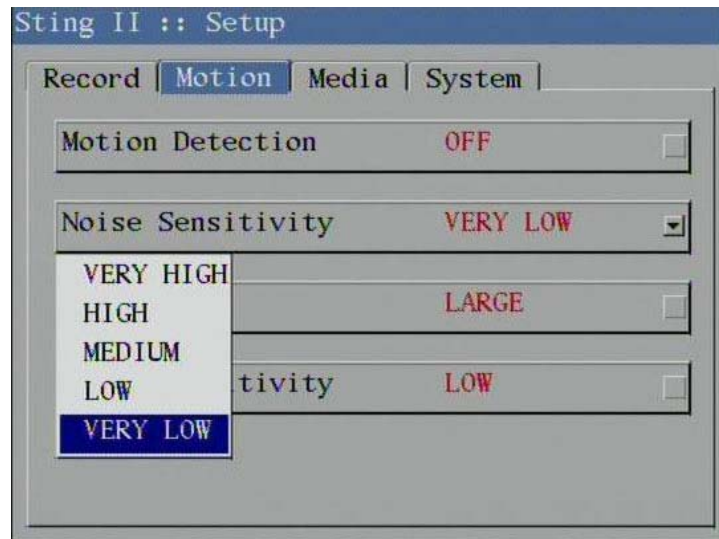 Sting II :: Setup
Record | Motion | Media | System |
Motion Detection OFF
Noise Sensitivity VERY LOW
VERY HIGH
HIGH
LARGE
MEDIUM
LOW
tivity LOW
VERY LOW